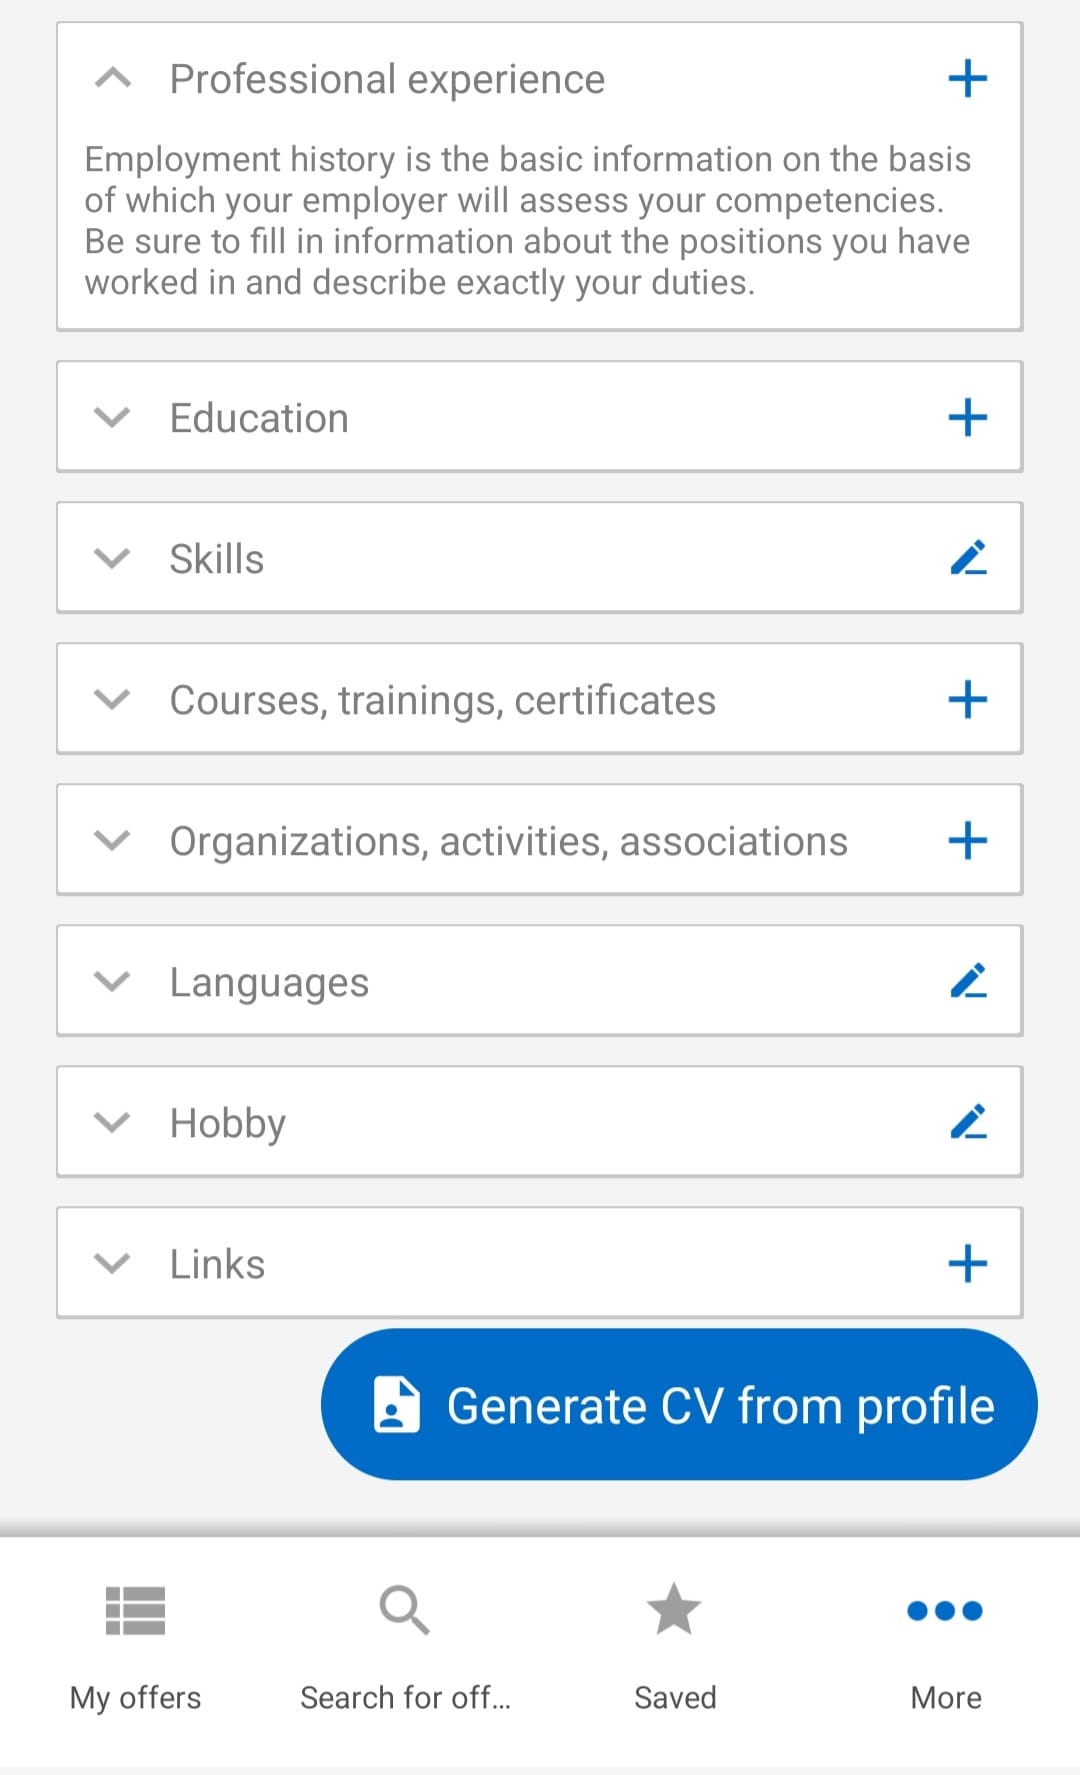 Professional experience
Employment history is the basic information on the basis
of which your employer will assess your competencies.
Be sure to fill in information about the positions you have
worked in and describe exactly your duties.
Education
Skills
Courses, trainings, certificates
Organizations, activities, associations
Languages
Hobby
Links
Generate CV from profile
My offers
Search for off...
Saved
More